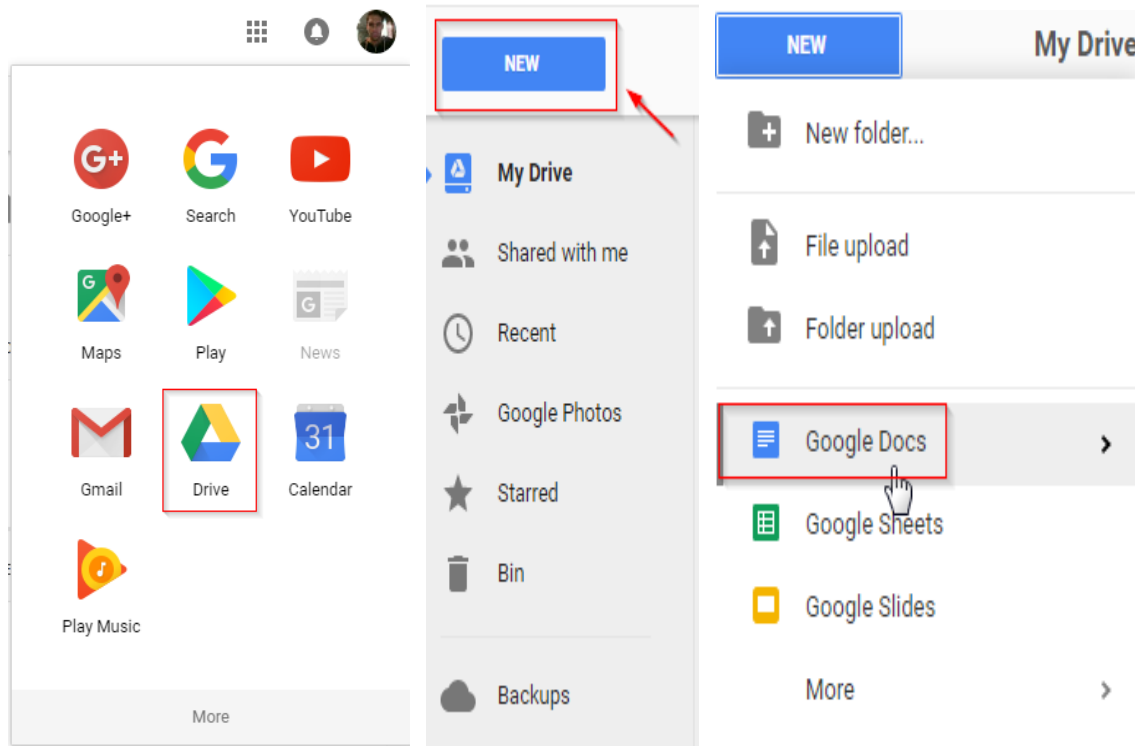 G+
G
Google+ Search YouTube
G
G
Maps Play News
31
Gmail Drive Calendar
Play Music
More
NEW
My Drive
Shared with me
Recent
Google Photos
Starred
Bin
Backups
NEW My Drive
New folder...
File upload
Folder upload
Google Docs
Google Sheets
Google Slides
More